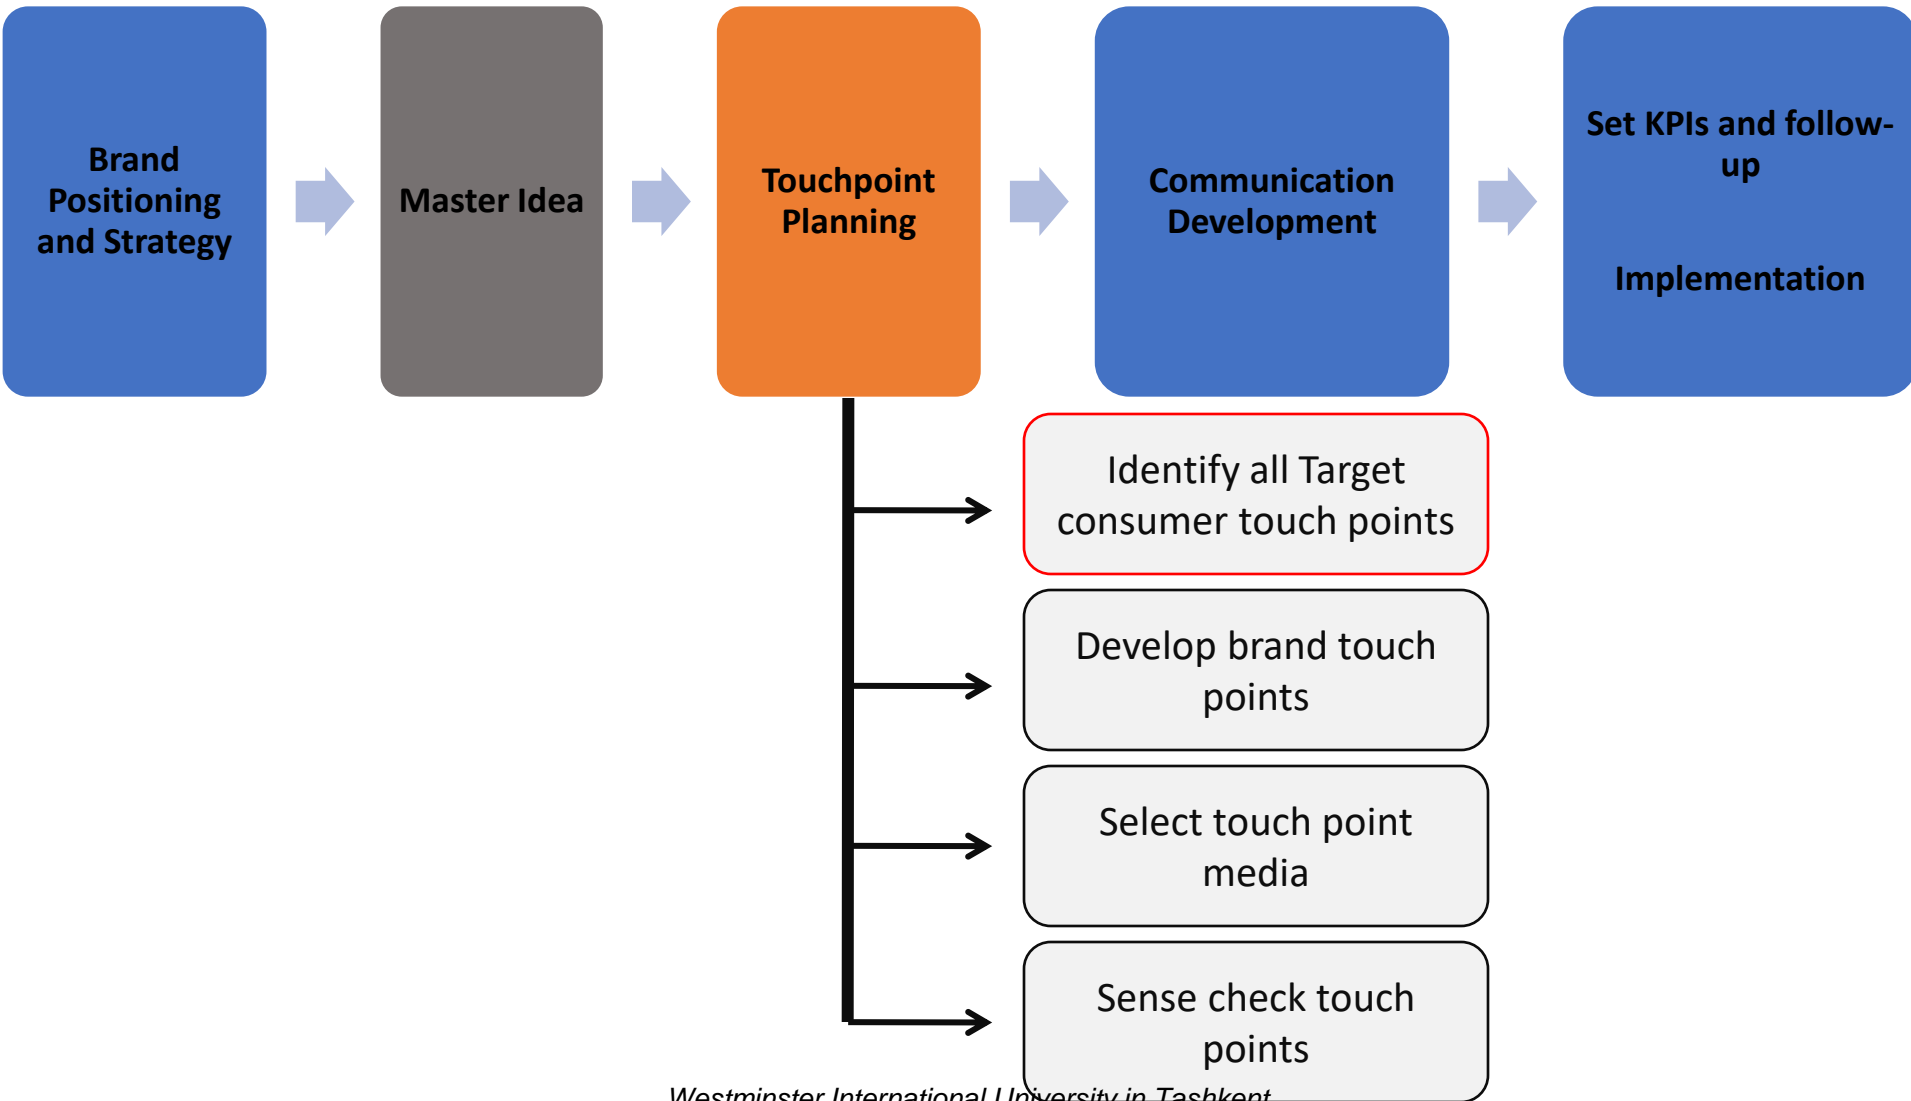 Brand
Positioning
and Strategy
Master Idea
Touchpoint
Planning
Communication
Development
Set KPIs and follow-
up
Implementation
Identify all Target
consumer touch points
Develop brand touch
points
Select touch point
media
Sense check touch
points
Westminster International University in Tashkent